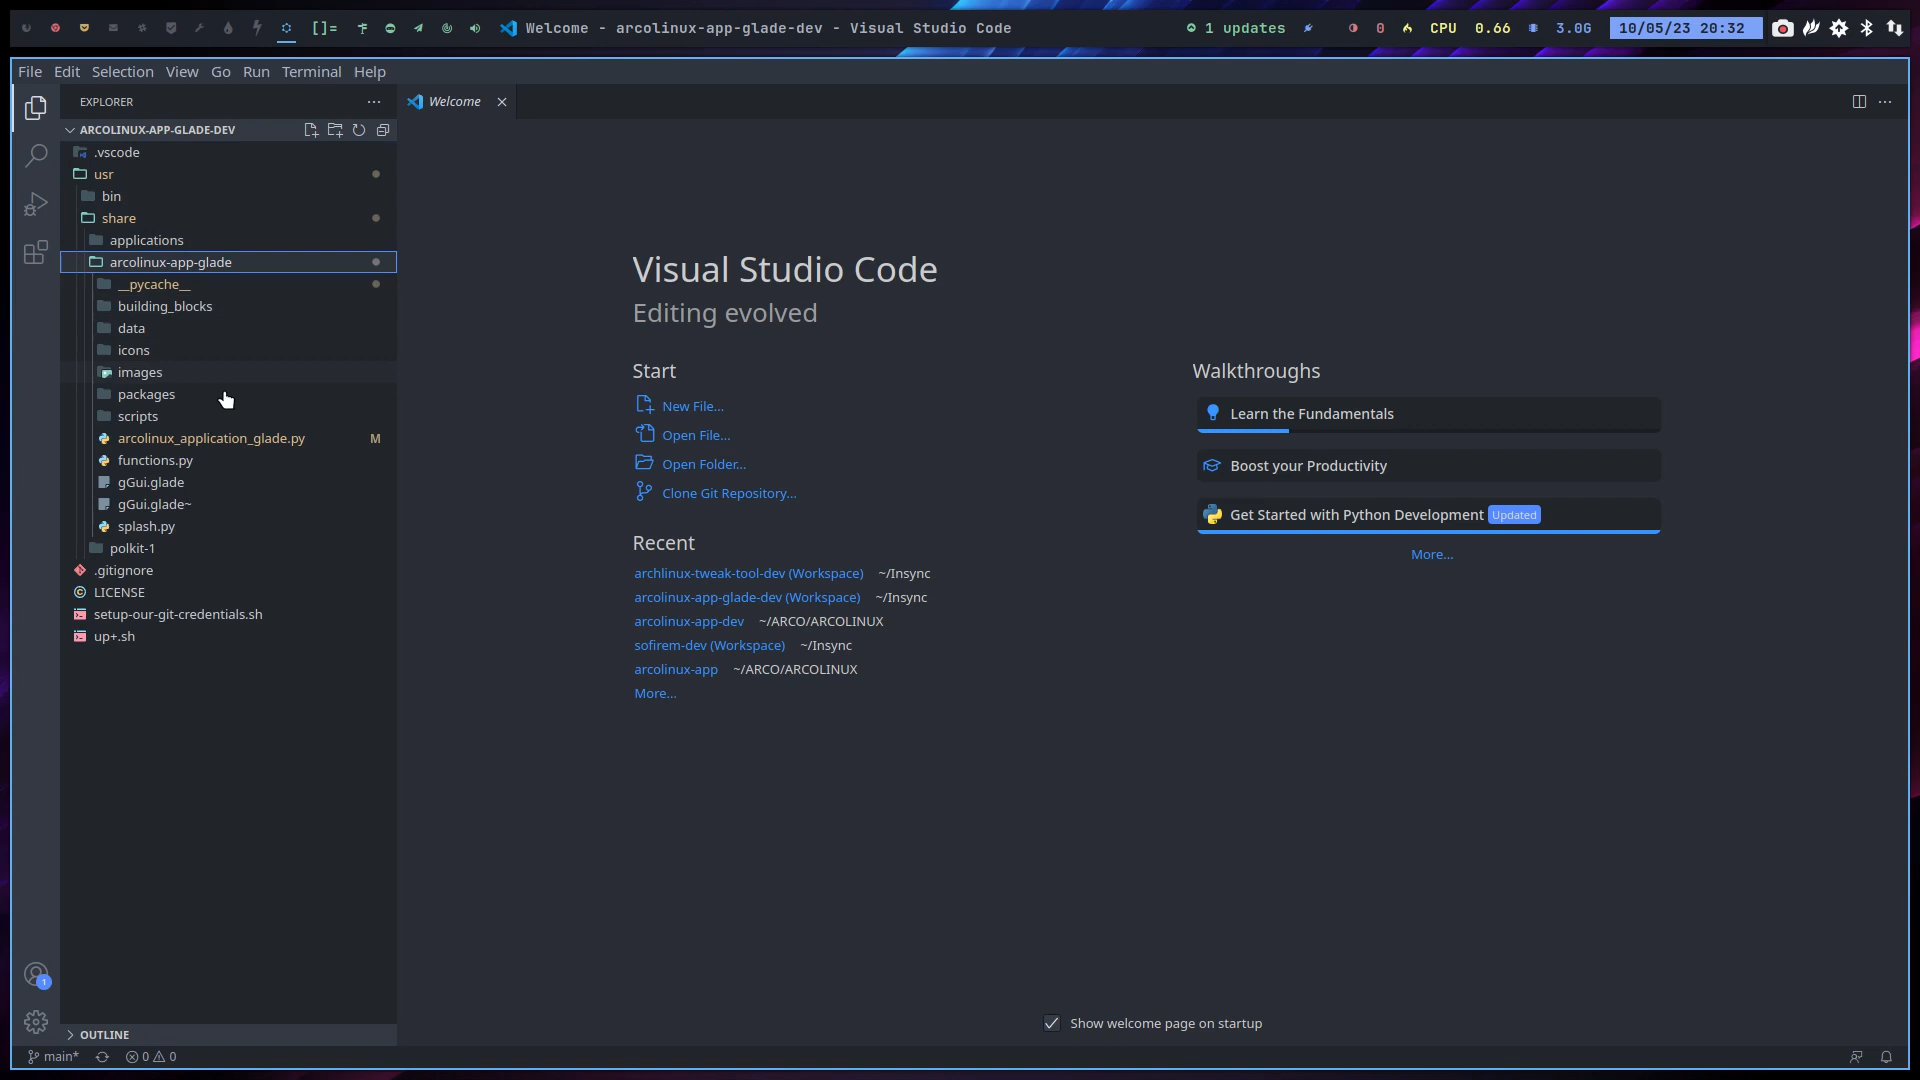 []=
Welcome - arcolinux-app-glade-dev - Visual Studio Code
1 updates
0
CPU 0.66
3.0G
10/05/23 20:32
File Edit Selection View Go Run Terminal Help
EXPLORER
Welcome
ARCOLINUX-APP-GLADE-DEV
.vscode
usr
bin
share
applications
arcolinux-app-glade
__pycache__
building_blocks
data
icons
images
packages
scripts
arcolinux_application_glade.py M
functions.py
gGui.glade
gGui.glade~
splash.py
polkit-1
.gitignore
LICENSE
setup-our-git-credentials.sh
up+.sh
OUTLINE
Visual Studio Code
Editing evolved
Start
New File...
Open File...
Open Folder...
Clone Git Repository...
Recent
archlinux-tweak-tool-dev (Workspace) ~/Insync
arcolinux-app-glade-dev (Workspace) ~/Insync
arcolinux-app-dev ~/ARCO/ARCOLINUX
sofirem-dev (Workspace) ~/Insync
arcolinux-app ~/ARCO/ARCOLINUX
More...
Walkthroughs
Learn the Fundamentals
Boost your Productivity
Get Started with Python Development Updated
More...
Show welcome page on startup
1
main* 0 0